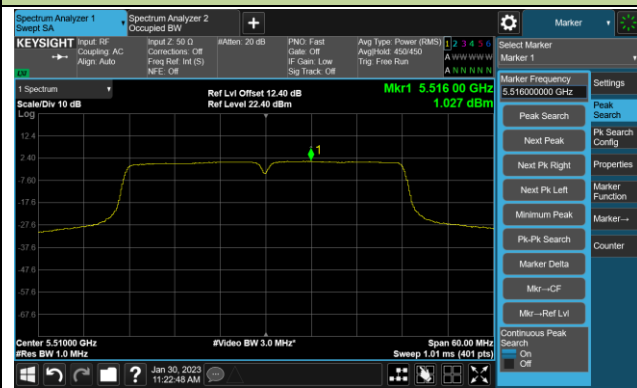 Spectrum Analyzer 1
Swept SA
Spectrum Analyzer 2
Occupied BW
Marker
KEYSIGHT
Input: RF
Coupling: AC
Align: Auto
Input Z: 50 Ω
Corrections: Off
Freq Ref: Int (S)
NFE: Off
#Atten: 20 dB
PNO: Fast
Gate: Off
IF Gain: Low
Sig Track: Off
Avg Type: Power (RMS)
Avg|Hold: 450/450
Trig: Free Run
1 2 3 4 5 6
A W W W W W
A N N N N N
Select Marker
Marker 1
1 Spectrum
Scale/Div 10 dB
Log
Ref Lvl Offset 12.40 dB
Ref Level 22.40 dBm
Mkr1 5.516 00 GHz
1.027 dBm
12.4
2.40
-7.60
-17.6
-27.6
-37.6
-47.6
-57.6
-67.6
1
Center 5.51000 GHz
#Res BW 1.0 MHz
#Video BW 3.0 MHz*
Span 60.00 MHz
Sweep 1.01 ms (401 pts)
Marker Frequency
5.516000000 GHz
Peak Search
Next Peak
Next Pk Right
Next Pk Left
Minimum Peak
Pk-Pk Search
Marker Delta
Mkr→CF
Mkr→Ref Lvl
Continuous Peak
Search
On
Off
Settings
Peak
Search
Pk Search
Config
Properties
Marker
Function
Marker→
Counter
Jan 30, 2023
11:22:48 AM